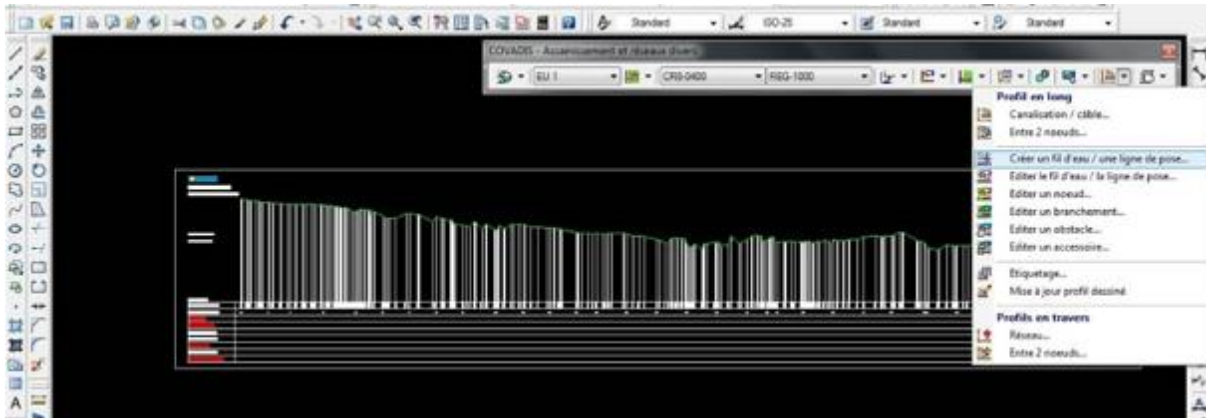 Standard
ISO-25
Standard
Standard
COVADIS - Assainissement et réseaux divers
EU 1
CR8-0400
REG-1000
Profil en long
Canalisation / câble...
Entre 2 noeuds...
Créer un fil d'eau / une ligne de pose...
Editer le fil d'eau / la ligne de pose...
Editer un noeud...
Editer un branchement...
Editer un obstacle...
Editer un accessoire...
Etiquetage...
Mise à jour profil dessiné
Profils en travers
Réseau...
Entre 2 noeuds...
A